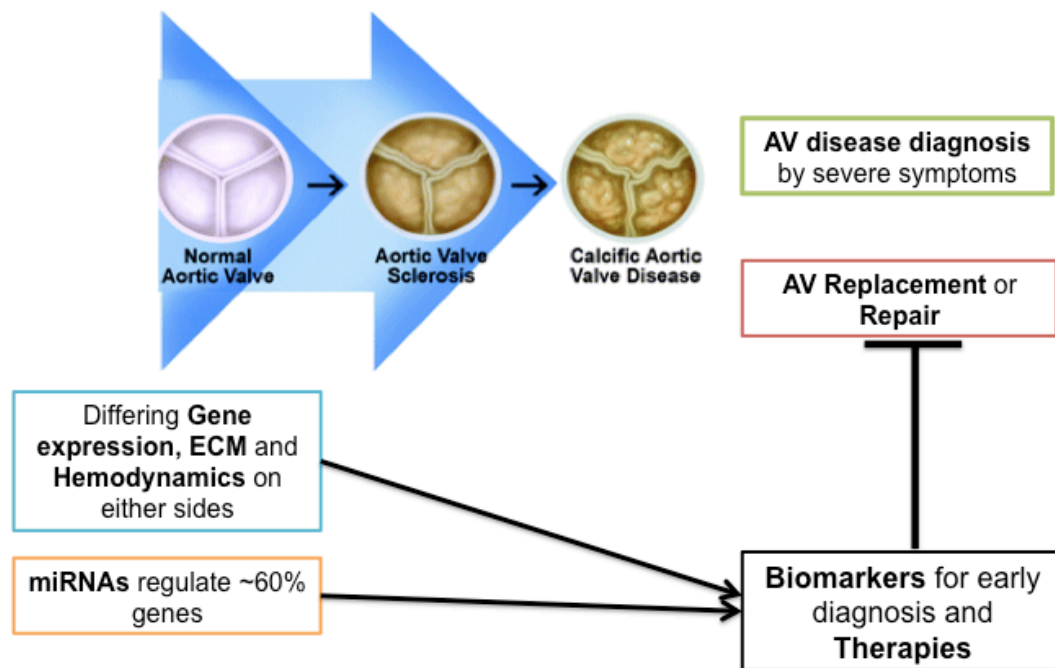 Normal
Aortic Valve
Aortic Valve
Sclerosis
Calcific Aortic
Valve Disease
AV disease diagnosis
by severe symptoms
AV Replacement or
Repair
Differing Gene
expression, ECM and
Hemodynamics on
either sides
miRNAs regulate ~60%
genes
Biomarkers for early
diagnosis and
Therapies